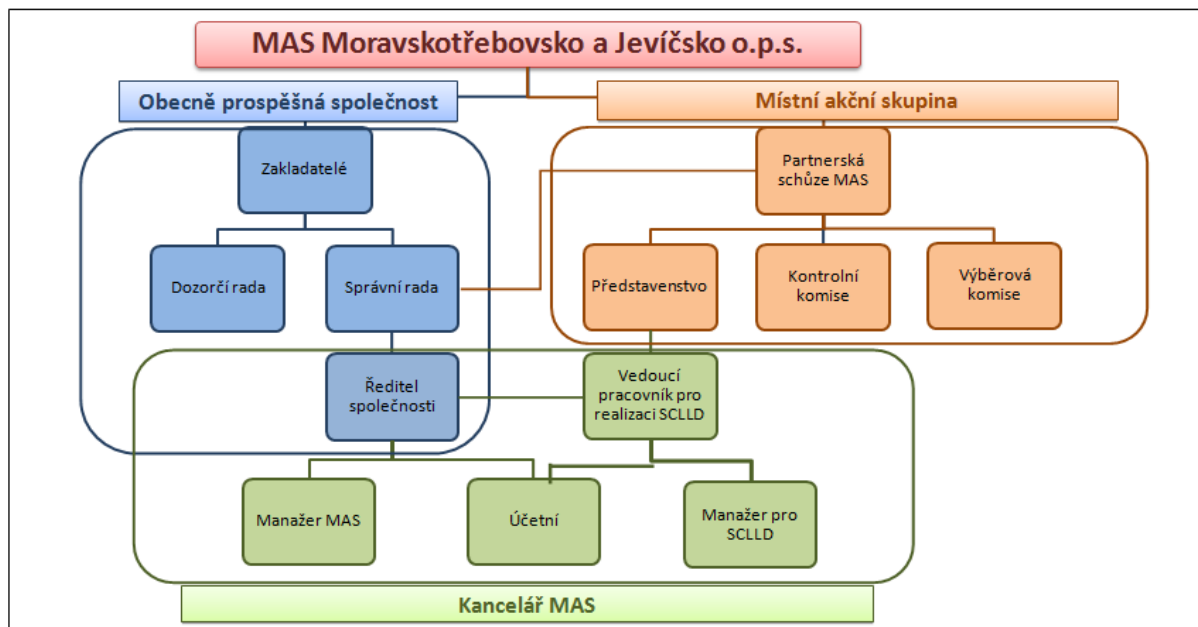 MAS Moravskotřebovsko a Jevíčsko o.p.s.
Obecně prospěšná společnost
Místní akční skupina
Zakladatelé
Partnerská
schůze MAS
Dozorčí rada
Správní rada
Představenstvo
Kontrolní
komise
Výběrová
komise
Ředitel
společnosti
Vedoucí
pracovník pro
realizaci SCLLD
Manažer MAS
Účetní
Manažer pro
SCLLD
Kancelář MAS